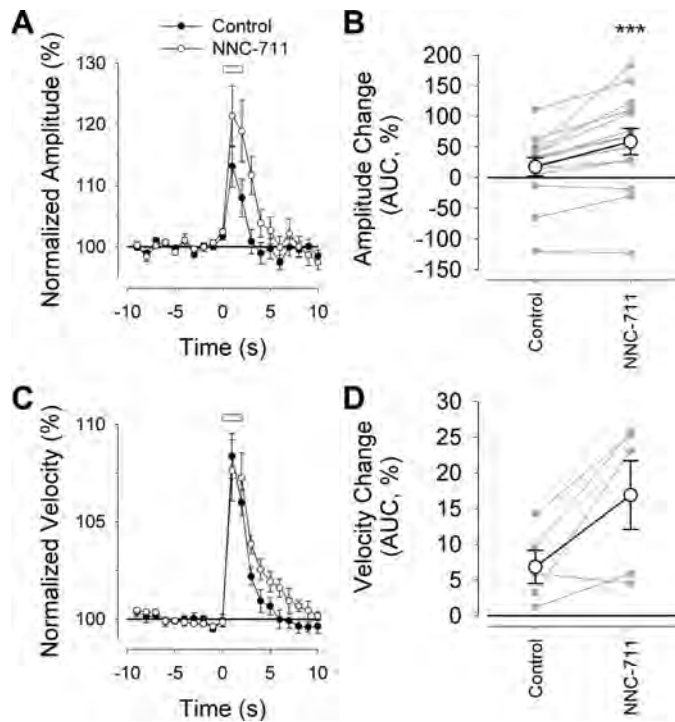 A
Control
NNC-711
Normalized Amplitude (%)
130
120
110
100
-10
-5
0
5
10
Time (s)
B
***
Amplitude Change
(AUC, %)
200
150
100
50
0
-50
-100
-150
Control
NNC-711
C
Normalized Velocity (%)
110
105
100
-10
-5
0
5
10
Time (s)
D
Velocity Change
(AUC, %)
30
25
20
15
10
5
0
Control
NNC-711